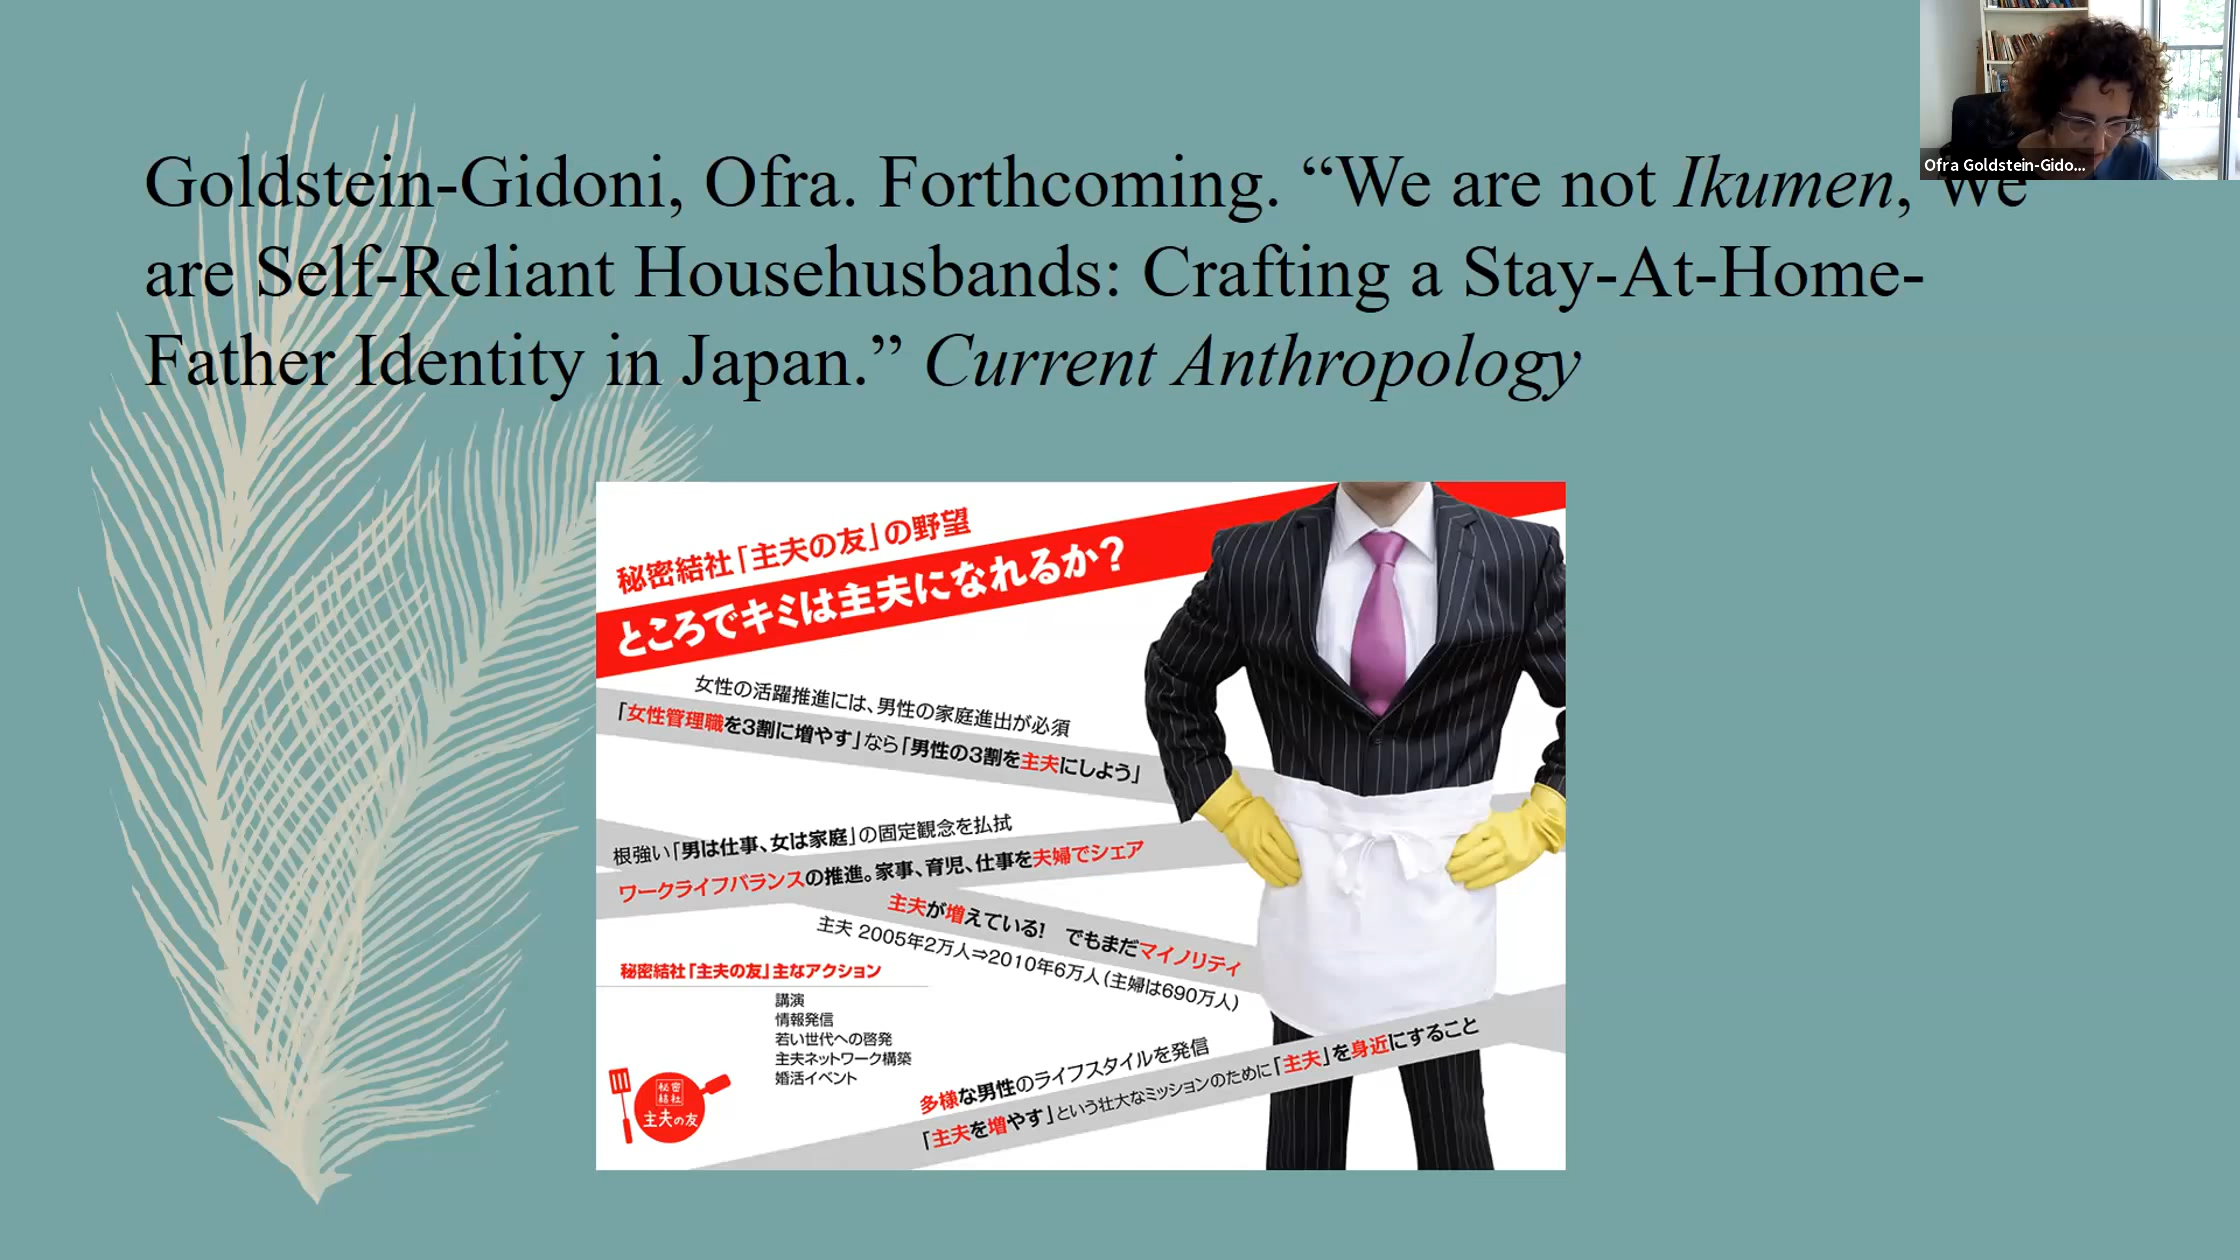 Goldstein-Gidoni, Ofra. Forthcoming. “We are not Ikumen, We
are Self-Reliant Househusbands: Crafting a Stay-At-Home-
Father Identity in Japan.” Current Anthropology
Ofra Goldstein-Gido...
秘密結社「主夫の友」の野望
ところでキミは主夫になれるか?
女性の活躍推進には、男性の家庭進出が必須
「女性管理職を3割に増やす」なら「男性の3割を主夫にしよう」
根強い「男は仕事、女は家庭」の固定観念を払拭
ワークライフバランスの推進。家事、育児、仕事を夫婦でシェア
主夫が増えている! でもまだマイノリティ
主夫 2005年2万人⇒2010年6万人(主婦は690万人)
秘密結社「主夫の友」主なアクション
講演
情報発信
若い世代への啓発
主夫ネットワーク構築
婚活イベント
多様な男性のライフスタイルを発信
「主夫を増やす」という壮大なミッションのために「主夫」を身近にすること
秘密
結社
主夫の友